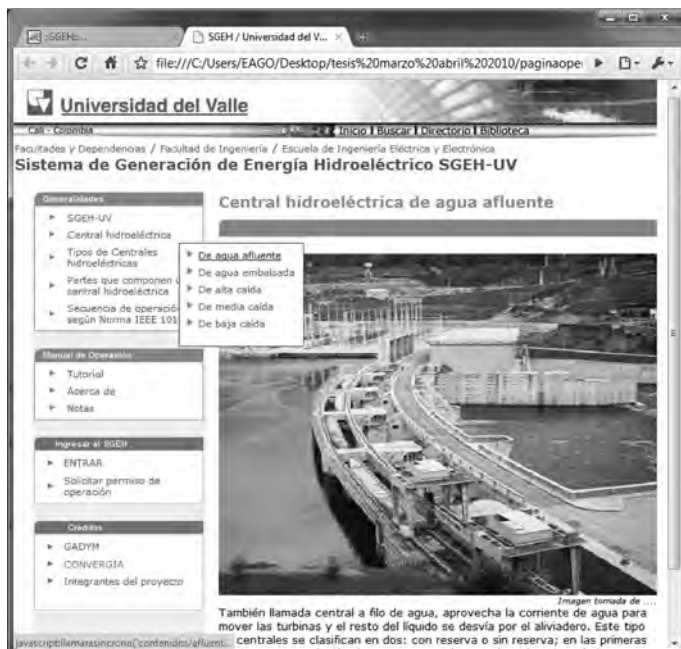 SGEH / Universidad del V...
file:///C:/Users/EAGO/Desktop/tesis%20marzo%20abril%202010/paginaope
Universidad del Valle
Cali - Colombia
Inicio I Buscar I Directorio I Biblioteca
Facultades y Dependencias / Facultad de Ingeniería / Escuela de Ingeniería Eléctrica y Electrónica
Sistema de Generación de Energía Hidroeléctrico SGEH-UV
Generalidades
SGEH-UV
Central hidroeléctrica
Tipos de Centrales
hidroeléctricas
Partes que componen
central hidroeléctrica
Secuencia de operación
según Norma IEEE 101
De agua afluente
De agua embalsada
De alta caída
De media caída
De baja caída
Manual de Operación
Tutorial
Acerca de
Notas
Ingresar al SGEH
ENTRAR
Solicitar permiso de
operación
Créditos
GADYM
CONVERGIA
Integrantes del proyecto
Central hidroeléctrica de agua afluente
Imagen tomada de ....
También llamada central a filo de agua, aprovecha la corriente de agua para
mover las turbinas y el resto del líquido se desvía por el aliviadero. Este tipo
centrales se clasifican en dos: con reserva o sin reserva; en las primeras
javascript:llamarasincrona('contenidos/afluent...